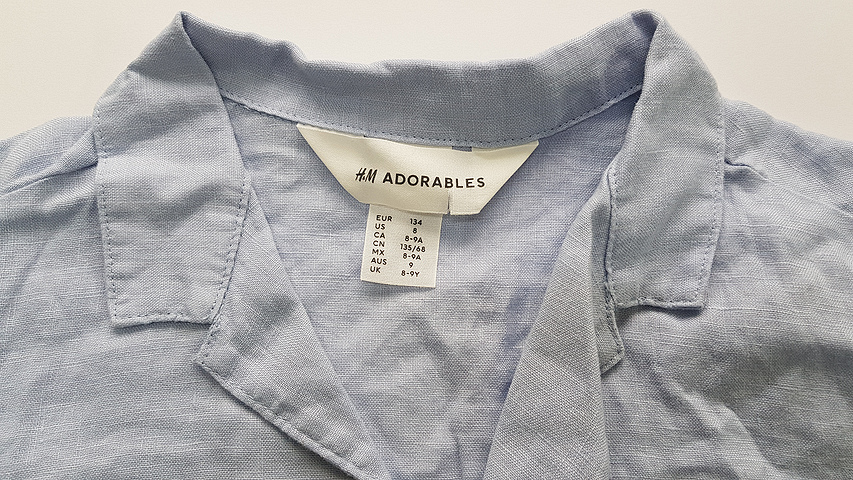 H&M ADORABLES
EUR 134
US 8
CA 8-9A
CN 135/68
MX 8-9A
AUS 9
UK 8-9Y